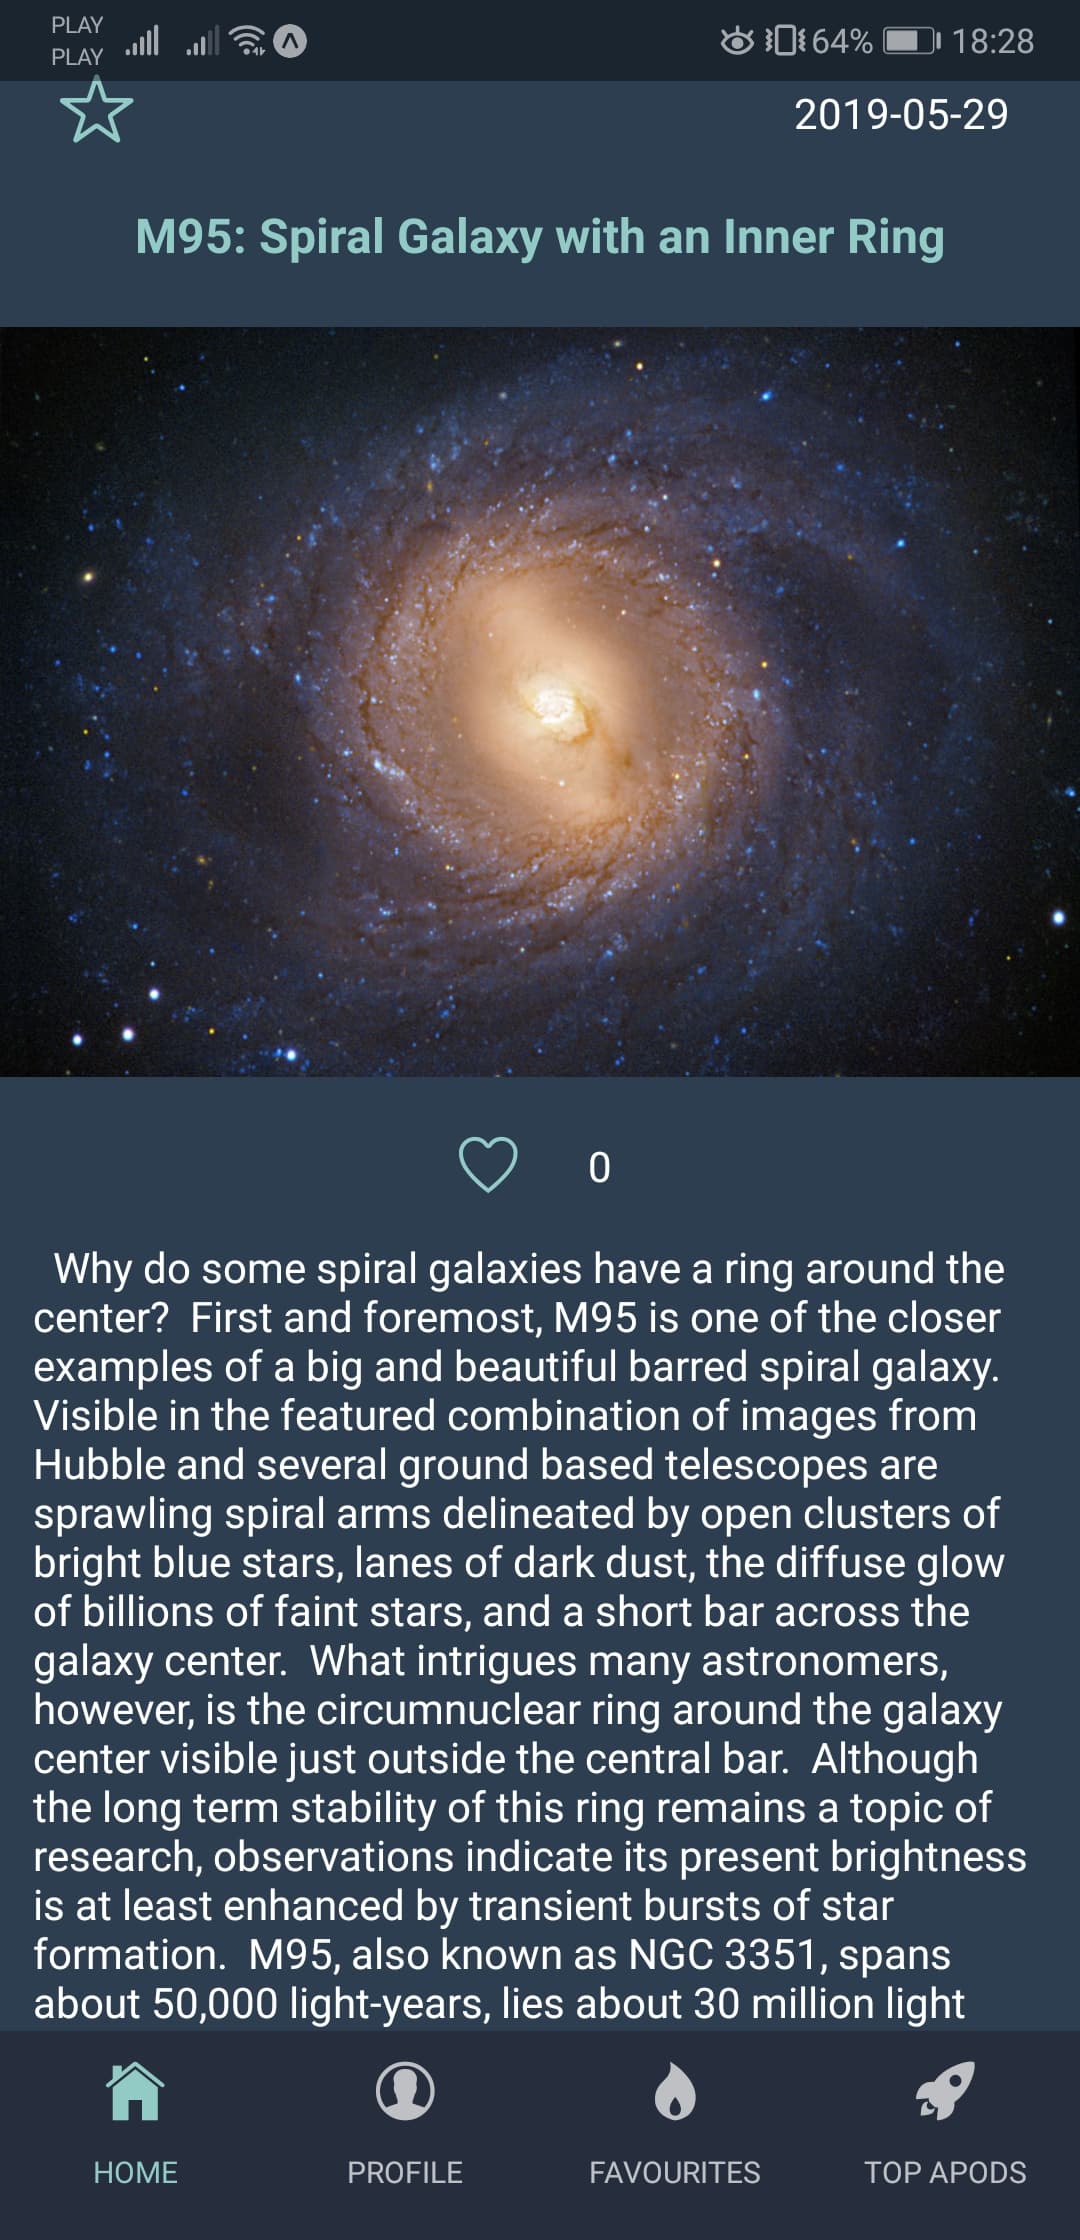 PLAY
PLAY
64% 18:28
2019-05-29
M95: Spiral Galaxy with an Inner Ring
0
Why do some spiral galaxies have a ring around the
center?  First and foremost, M95 is one of the closer
examples of a big and beautiful barred spiral galaxy.
Visible in the featured combination of images from
Hubble and several ground based telescopes are
sprawling spiral arms delineated by open clusters of
bright blue stars, lanes of dark dust, the diffuse glow
of billions of faint stars, and a short bar across the
galaxy center.  What intrigues many astronomers,
however, is the circumnuclear ring around the galaxy
center visible just outside the central bar.  Although
the long term stability of this ring remains a topic of
research, observations indicate its present brightness
is at least enhanced by transient bursts of star
formation.  M95, also known as NGC 3351, spans
about 50,000 light-years, lies about 30 million light
HOME PROFILE FAVOURITES TOP APODS